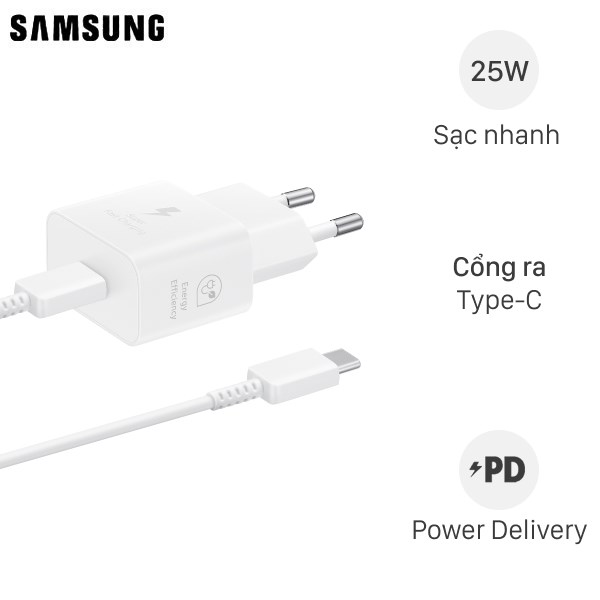 SAMSUNG
25W
Sạc nhanh
Energy
Efficiency
Cổng ra
Type-C
PD
Power Delivery